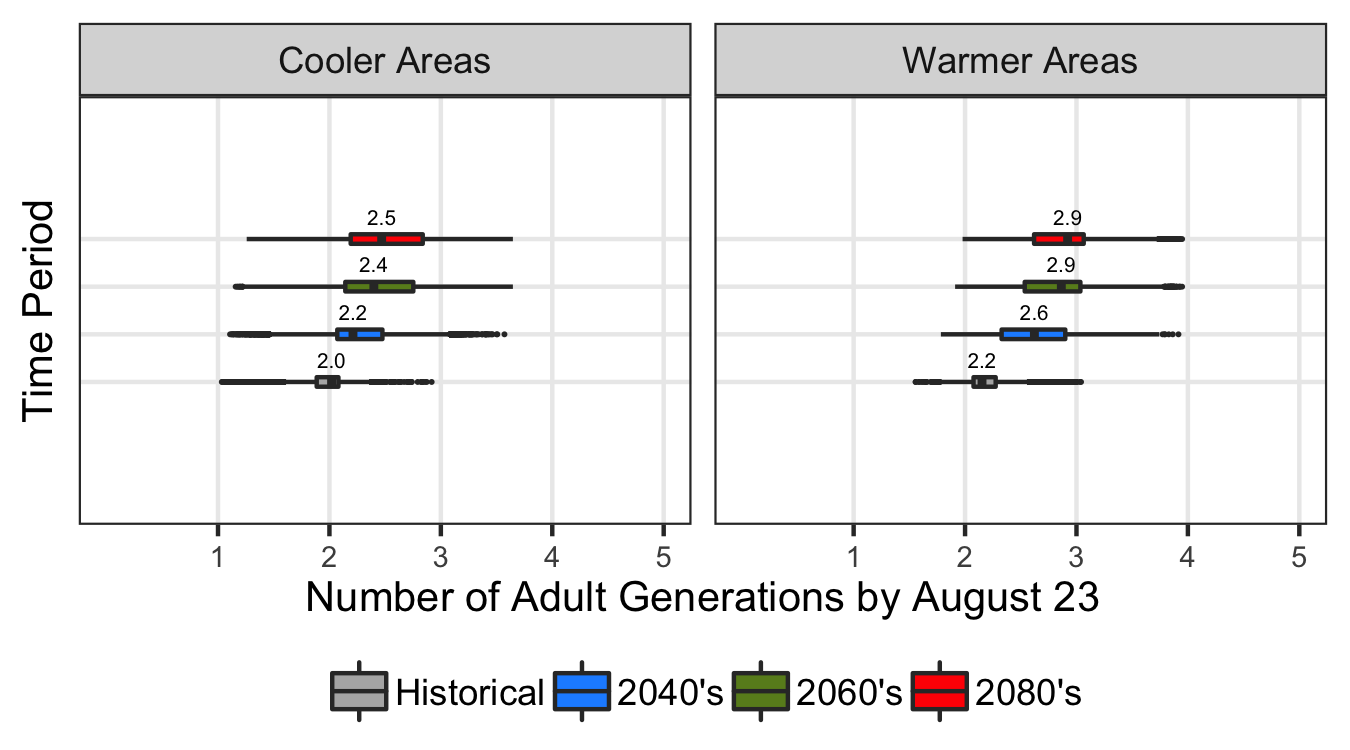 Cooler Areas Warmer Areas
Time Period
2.5 2.9
2.4 2.9
2.2 2.6
2.0 2.2
1 2 3 4 5 1 2 3 4 5
Number of Adult Generations by August 23
Historical 2040's 2060's 2080's